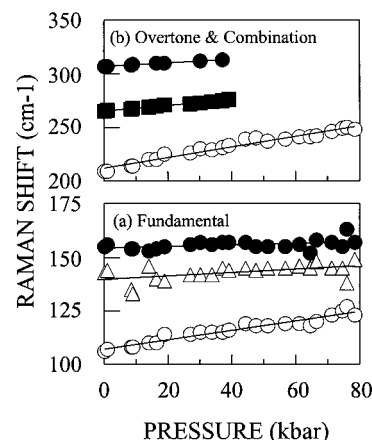 (b) Overtone & Combination
350
300
250
200
RAMAN SHIFT (cm-1)
175
(a) Fundamental
150
125
100
0 20 40 60 80
PRESSURE (kbar)